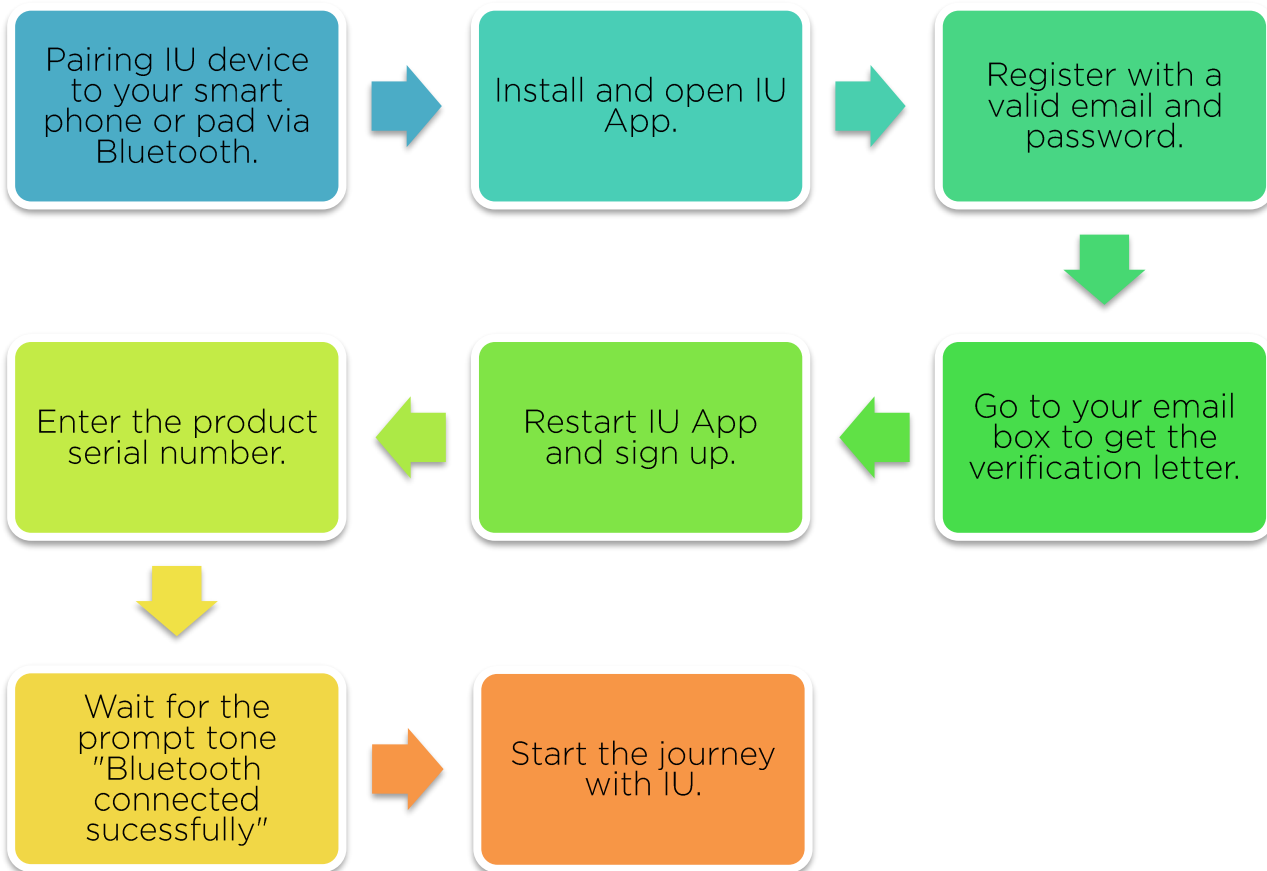 Pairing IU device
to your smart
phone or pad via
Bluetooth.
Install and open IU
App.
Register with a
valid email and
password.
Go to your email
box to get the
verification letter.
Restart IU App
and sign up.
Enter the product
serial number.
Wait for the
prompt tone
"Bluetooth
connected
sucessfully"
Start the journey
with IU.